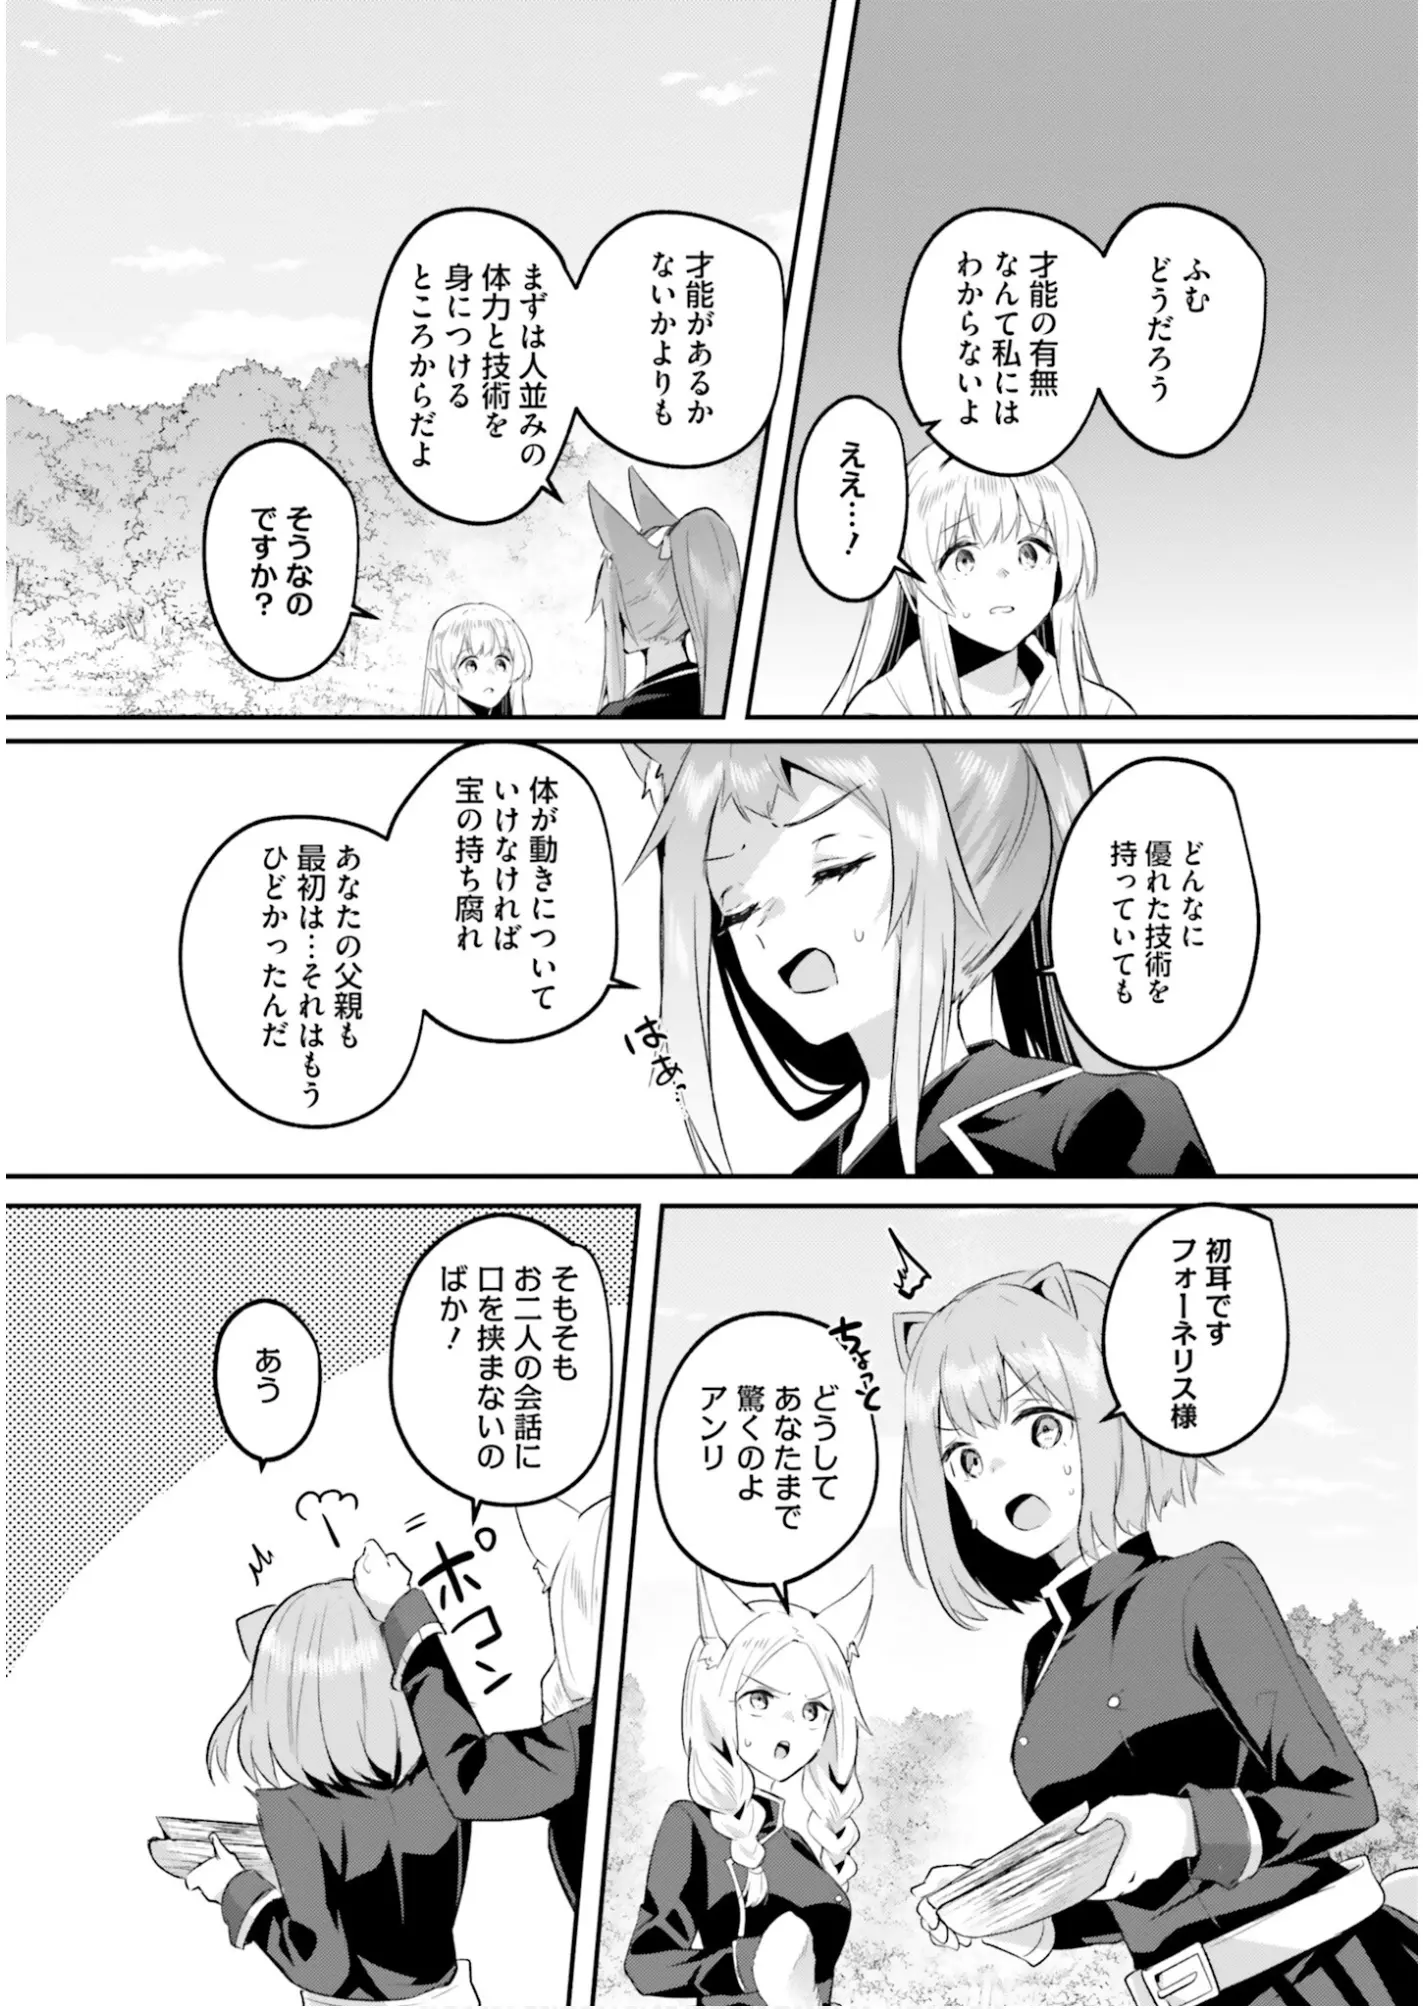 ふむ
どうだろう
才能の有無
なんて私には
わからないよ
ええ…！
才能があるか
ないかよりも
まずは人並みの
体力と技術を
身につける
ところからだよ
そうなの
ですか？
どんなに
優れた技術を
持っていても
体が動きについて
いけなければ
宝の持ち腐れ
はぁ…
あなたの父親も
最初は…それはもう
ひどかったんだ
初耳です
フォーネリス様
ちょっと
どうして
あなたまで
驚くのよ
アンリ
そもそも
お二人の会話に
口を挟まないの
ばか！
ポコン
あう